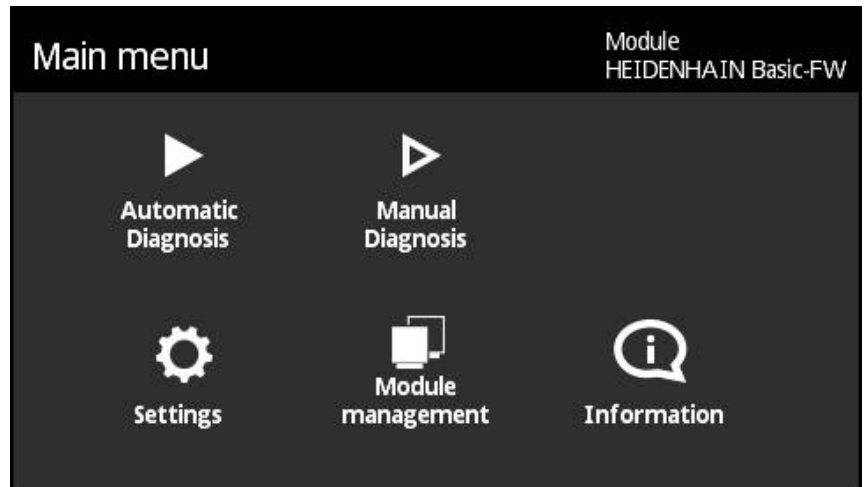 Main menu
Module
HEIDENHAIN Basic-FW
Automatic
Diagnosis
Manual
Diagnosis
Settings
Module
management
Information